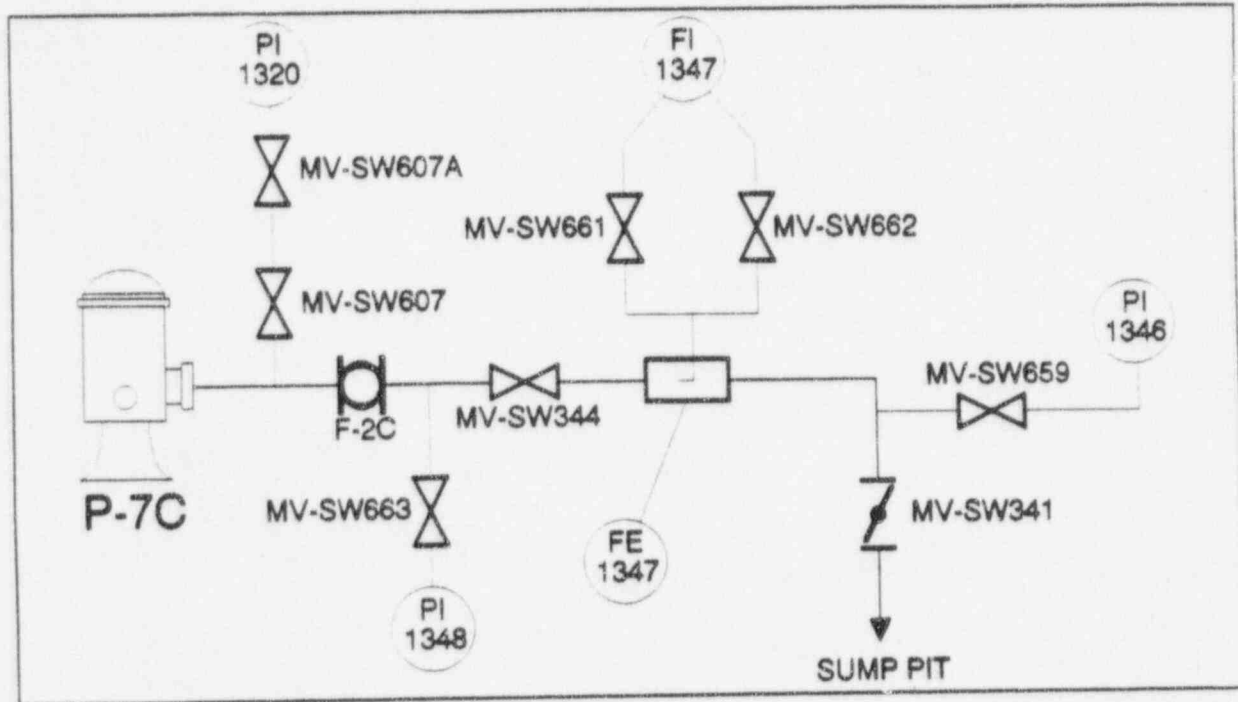 PI
1320
FI
1347
MV-SW607A
MV-SW661
MV-SW662
MV-SW607
PI
1346
MV-SW659
F-2C
MV-SW344
P-7C
MV-SW663
MV-SW341
FE
1347
PI
1348
SUMP PIT